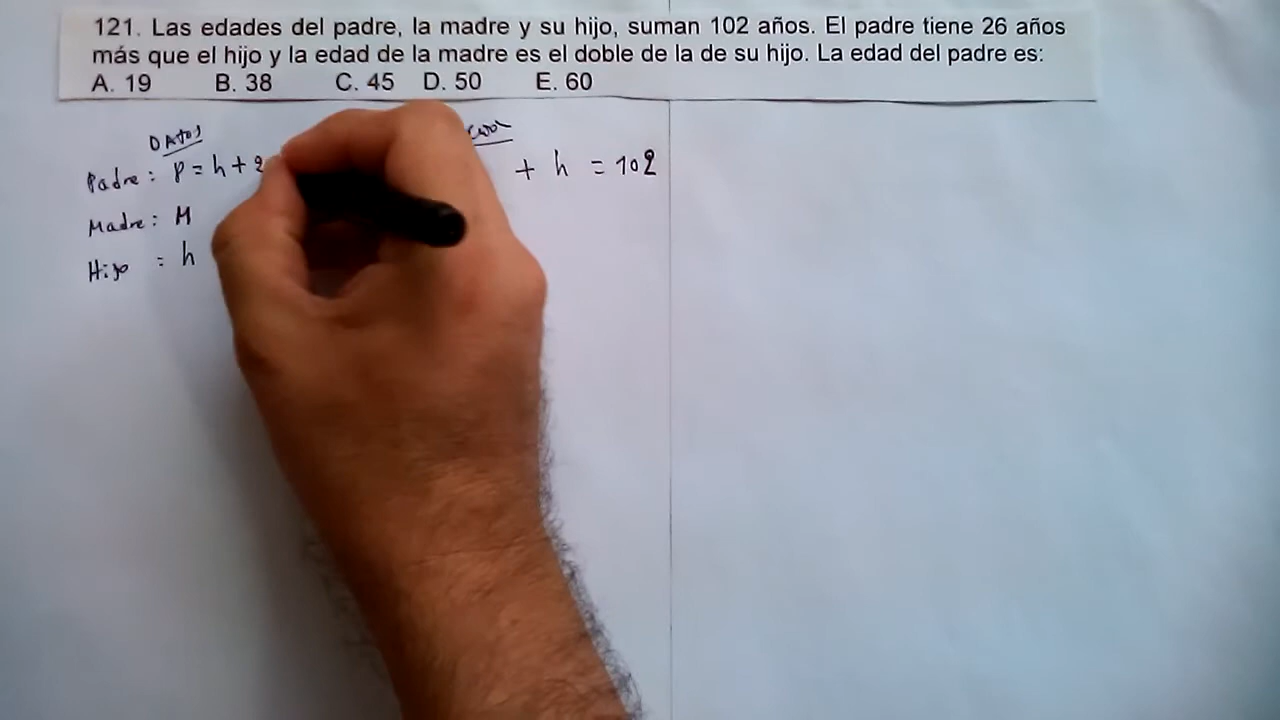 121. Las edades del padre, la madre y su hijo, suman 102 años. El padre tiene 26 años
más que el hijo y la edad de la madre es el doble de la de su hijo. La edad del padre es:
A. 19 B. 38 C. 45 D. 50 E. 60
DATOS
Padre: P = h + 2
+ h = 102
Madre: M
Hijo : h